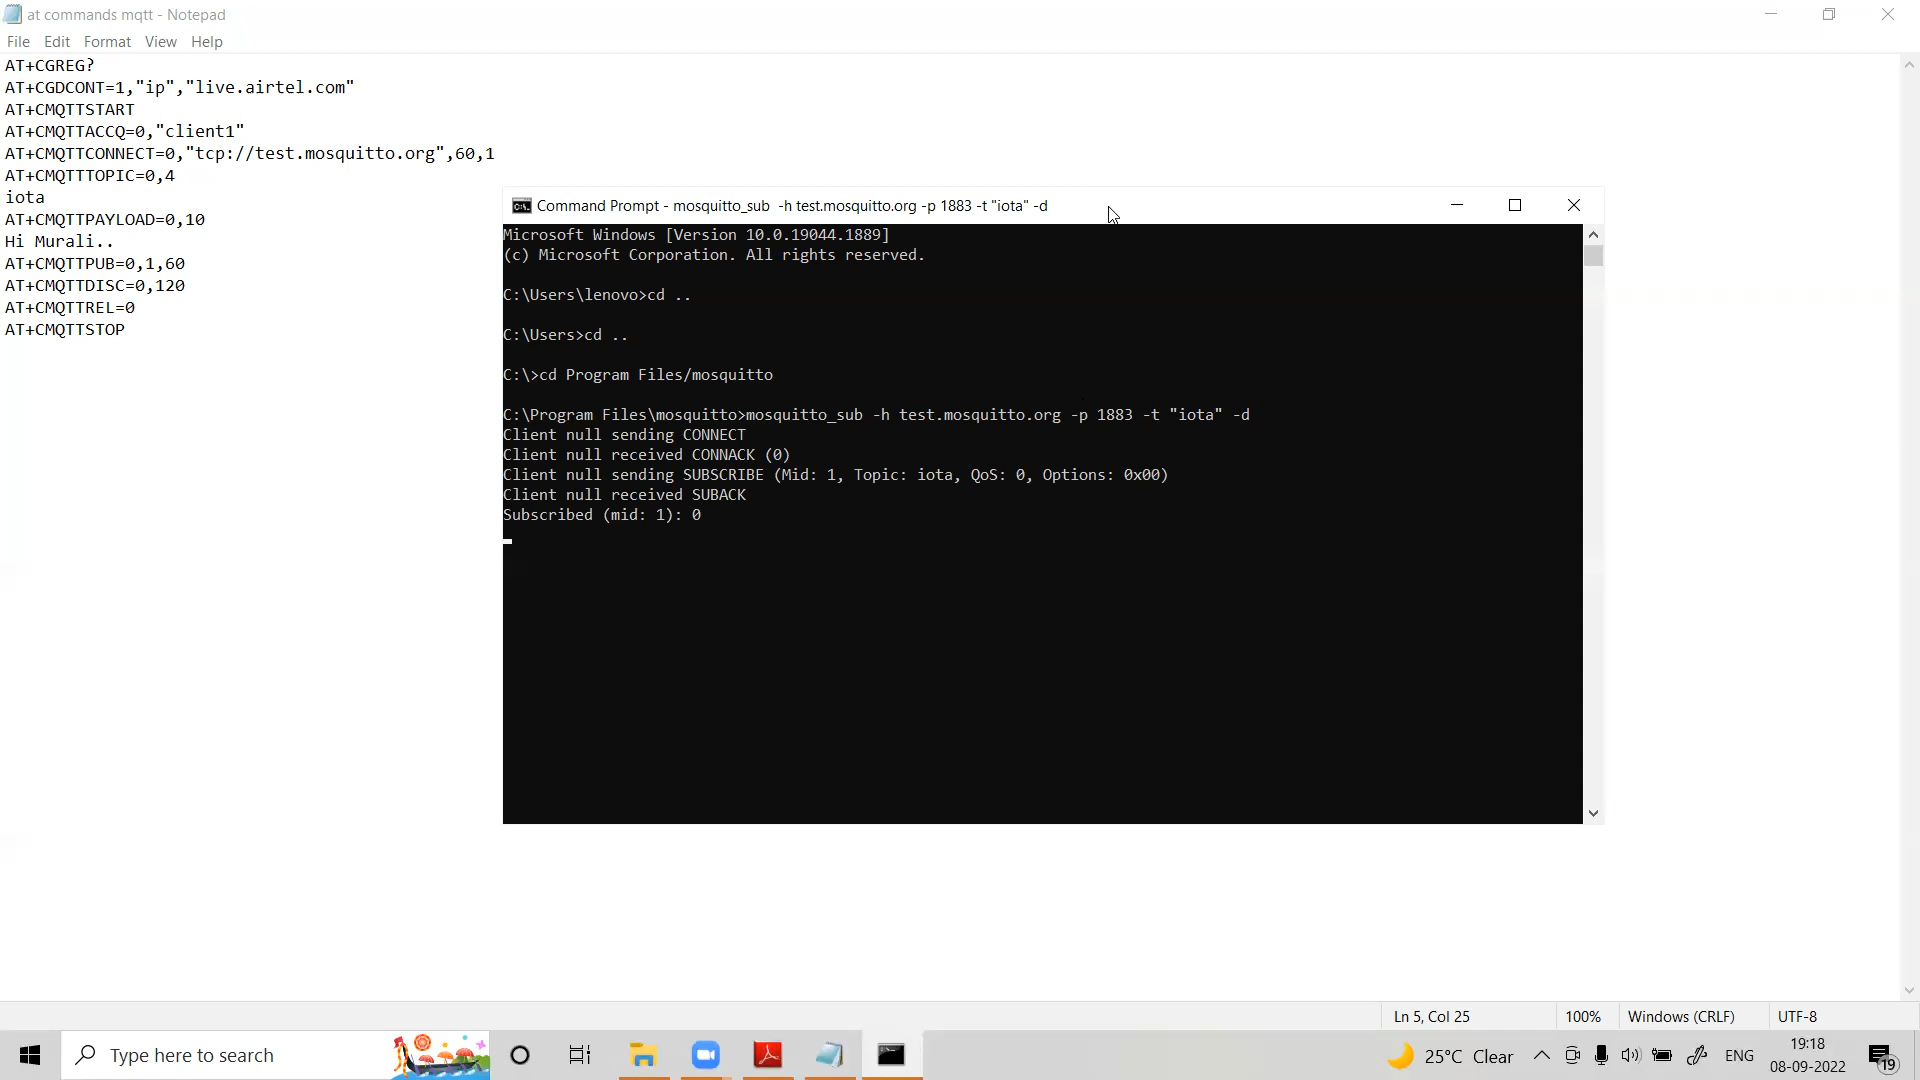 at commands mqtt - Notepad
File Edit Format View Help
AT+CGREG?
AT+CGDCONT=1,"ip","live.airtel.com"
AT+CMQTTSTART
AT+CMQTTACCQ=0,"client1"
AT+CMQTTCONNECT=0,"tcp://test.mosquitto.org",60,1
AT+CMQTTTOPIC=0,4
iota
AT+CMQTTPAYLOAD=0,10
Hi Murali..
AT+CMQTTPUB=0,1,60
AT+CMQTTDISC=0,120
AT+CMQTTREL=0
AT+CMQTTSTOP
Command Prompt - mosquitto_sub -h test.mosquitto.org -p 1883 -t "iota" -d
Microsoft Windows [Version 10.0.19044.1889]
(c) Microsoft Corporation. All rights reserved.
C:\Users\lenovo>cd ..
C:\Users>cd ..
C:\>cd Program Files/mosquitto
C:\Program Files\mosquitto>mosquitto_sub -h test.mosquitto.org -p 1883 -t "iota" -d
Client null sending CONNECT
Client null received CONNACK (0)
Client null sending SUBSCRIBE (Mid: 1, Topic: iota, QoS: 0, Options: 0x00)
Client null received SUBACK
Subscribed (mid: 1): 0
Ln 5, Col 25 100% Windows (CRLF) UTF-8
Type here to search
25°C Clear
ENG
19:18
08-09-2022
19